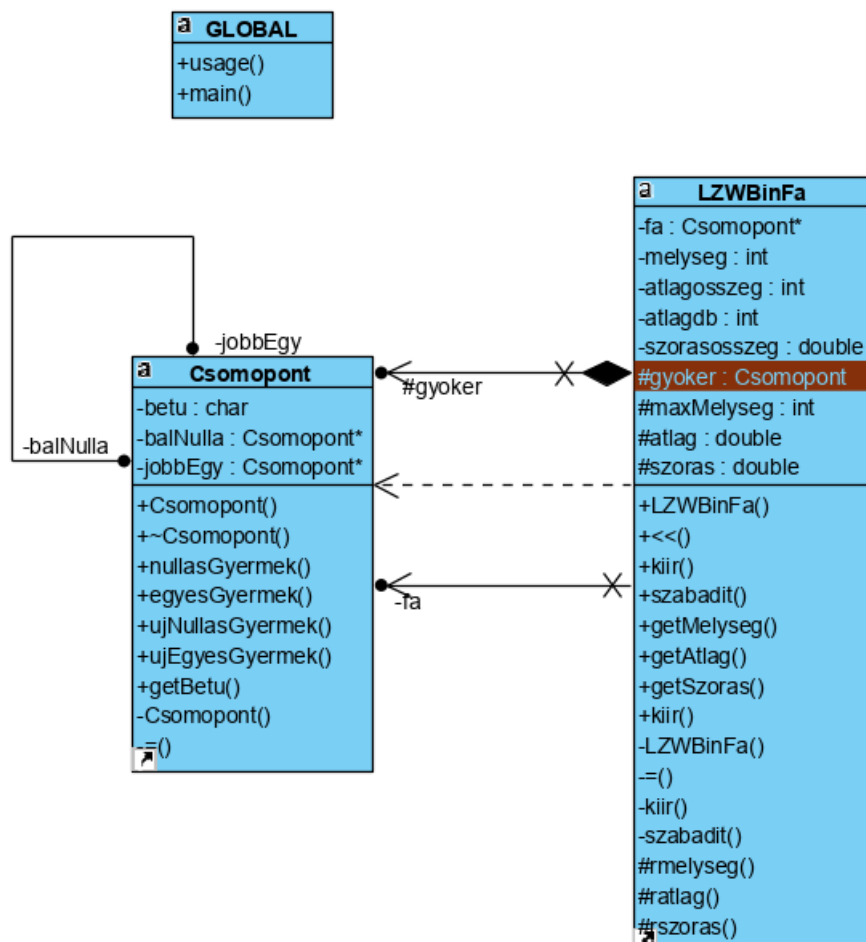 GLOBAL
+usage()
+main()
LZWBinFa
-fa : Csomopont*
-melyseg : int
-atlagosszeg : int
-atlagdb : int
-szorasosszeg : double
#gyoker : Csomopont
#maxMelyseg : int
#atlag : double
#szoras : double
+LZWBinFa()
+<<()
+kiir()
+szabadit()
+getMelyseg()
+getAtlag()
+getSzoras()
+kiir()
-LZWBinFa()
-=()
-kiir()
-szabadit()
#rmelyseg()
#ratlag()
#rszoras()
-jobbEgy
-balNulla
#gyoker
-fa
Csomopont
-betu : char
-balNulla : Csomopont*
-jobbEgy : Csomopont*
+Csomopont()
+~Csomopont()
+nullasGyermek()
+egyesGyermek()
+ujNullasGyermek()
+ujEgyesGyermek()
+getBetu()
-Csomopont()
-=()